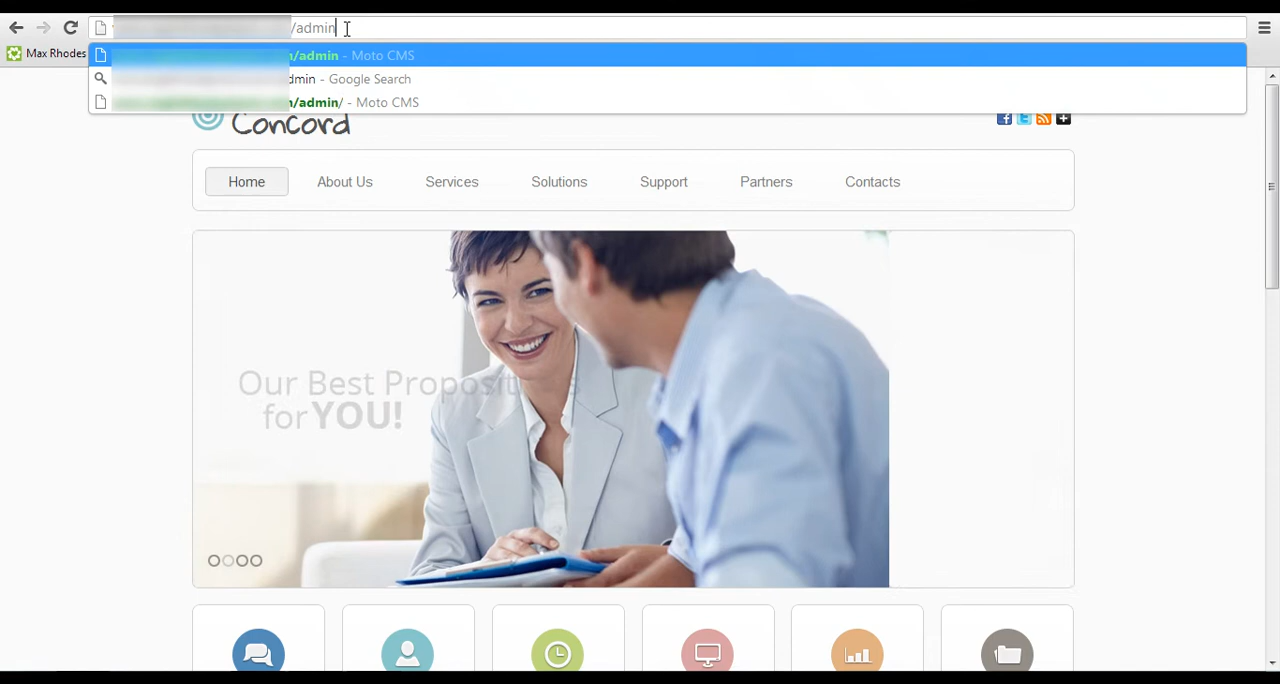 /admin
Max Rhodes
/admin - Moto CMS
dmin - Google Search
/admin/ - Moto CMS
Concord
Home About Us Services Solutions Support Partners Contacts
Our Best Proposit
for YOU!